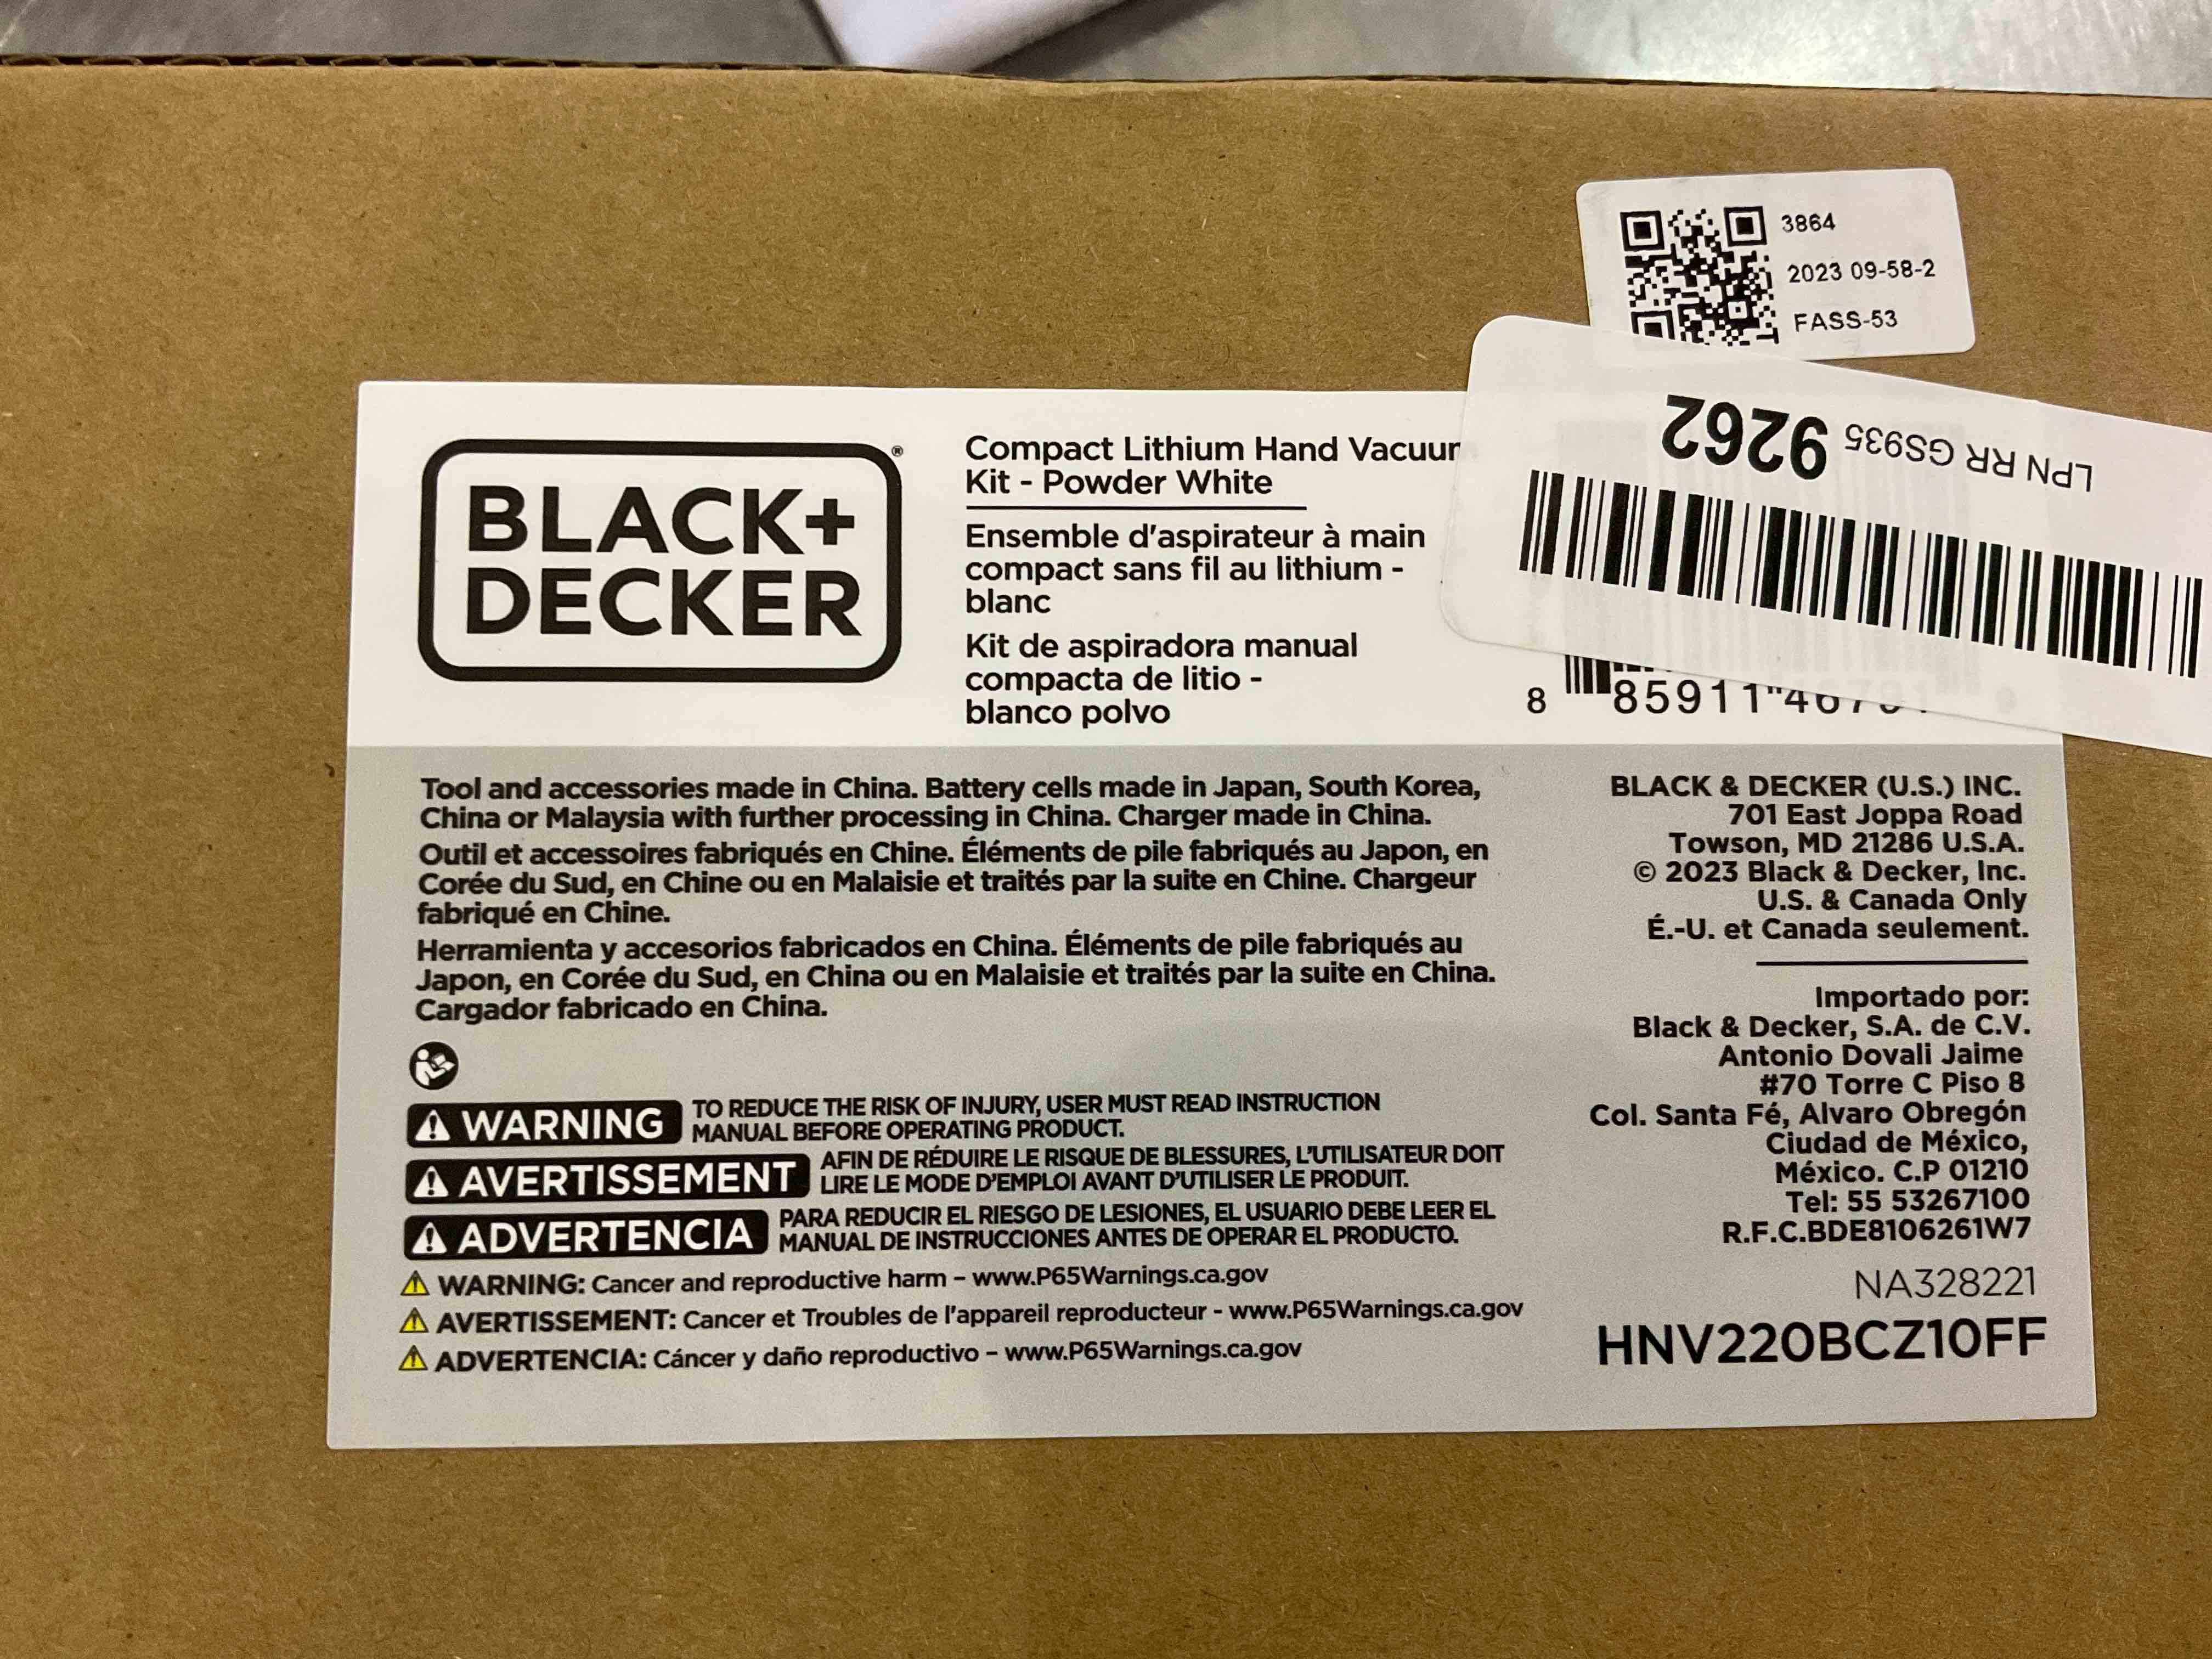 3864
2023 09-58-2
FASS-53
LPN RR GS935 9262
BLACK+
DECKER
®
Compact Lithium Hand
Kit - Powder White
Ensemble d'aspirateur à main
compact sans fil au lithium -
blanc
Kit de aspiradora manual
compacta de litio -
blanco polvo
8 85911
Tool and accessories made in China. Battery cells made in Japan, South Korea,
China or Malaysia with further processing in China. Charger made in China.
Outil et accessoires fabriqués en Chine. Éléments de pile fabriqués au Japon, en
Corée du Sud, en Chine ou en Malaisie et traités par la suite en Chine. Chargeur
fabriqué en Chine.
Herramienta y accesorios fabricados en China. Éléments de pile fabriqués au
Japon, en Corée du Sud, en China ou en Malaisie et traités par la suite en China.
Cargador fabricado en China.
WARNING TO REDUCE THE RISK OF INJURY, USER MUST READ INSTRUCTION
MANUAL BEFORE OPERATING PRODUCT.
AVERTISSEMENT AFIN DE RÉDUIRE LE RISQUE DE BLESSURES, L'UTILISATEUR DOIT
LIRE LE MODE D'EMPLOI AVANT D'UTILISER LE PRODUIT.
ADVERTENCIA PARA REDUCIR EL RIESGO DE LESIONES, EL USUARIO DEBE LEER EL
MANUAL DE INSTRUCCIONES ANTES DE OPERAR EL PRODUCTO.
WARNING: Cancer and reproductive harm – www.P65Warnings.ca.gov
AVERTISSEMENT: Cancer et Troubles de l'appareil reproducteur - www.P65Warnings.ca.gov
ADVERTENCIA: Cáncer y daño reproductivo – www.P65Warnings.ca.gov
BLACK & DECKER (U.S.) INC.
701 East Joppa Road
Towson, MD 21286 U.S.A.
© 2023 Black & Decker, Inc.
U.S. & Canada Only
É.-U. et Canada seulement.
Importado por:
Black & Decker, S.A. de C.V.
Antonio Dovali Jaime
#70 Torre C Piso 8
Col. Santa Fé, Alvaro Obregón
Ciudad de México,
México. C.P 01210
Tel: 55 53267100
R.F.C.BDE8106261W7
NA328221
HNV220BCZ10FF